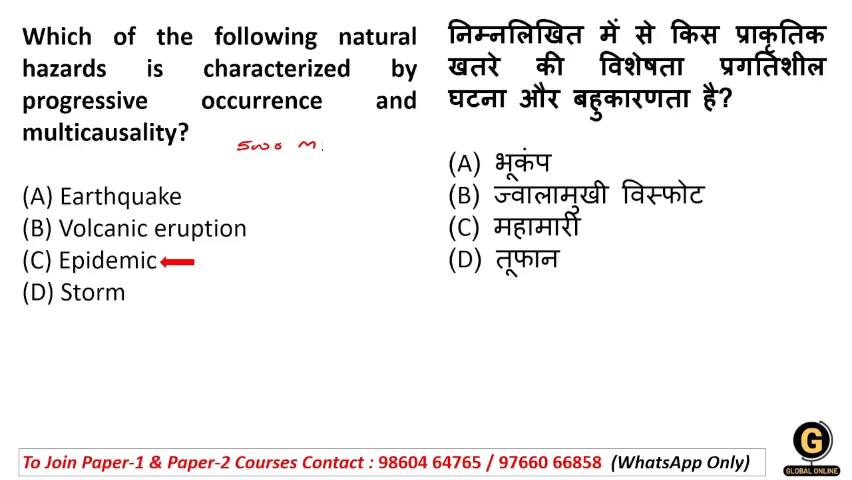 Which of the following natural
hazards is characterized by
progressive occurrence and
multicausality?
(A) Earthquake
(B) Volcanic eruption
(C) Epidemic
(D) Storm
निम्नलिखित में से किस प्राकृतिक
खतरे की विशेषता प्रगतिशील
घटना और बहुकारणता है?
(A) भूकंप
(B) ज्वालामुखी विस्फोट
(C) महामारी
(D) तूफान
To Join Paper-1 & Paper-2 Courses Contact : 98604 64765 / 97660 66858 (WhatsApp Only)
G
GLOBAL ONLINE